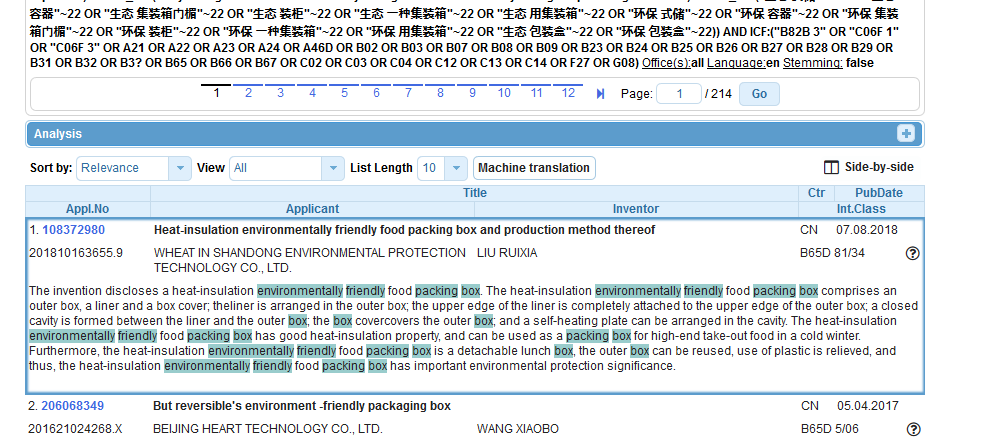 容器"~22 OR "生态 集装箱门楣"~22 OR "生态 装柜"~22 OR "生态 一种集装箱"~22 OR "生态 用集装箱"~22 OR "环保 式储"~22 OR "环保 容器"~22 OR "环保 集装
箱门楣"~22 OR "环保 装柜"~22 OR "环保 一种集装箱"~22 OR "环保 用集装箱"~22 OR "生态 包装盒"~22 OR "环保 包装盒"~22)) AND ICF:("B82B 3" OR "C06F 1"
OR "C06F 3" OR A21 OR A22 OR A23 OR A24 OR A46D OR B02 OR B03 OR B07 OR B08 OR B09 OR B23 OR B24 OR B25 OR B26 OR B27 OR B28 OR B29 OR
B31 OR B32 OR B3? OR B65 OR B66 OR B67 OR C02 OR C03 OR C04 OR C12 OR C13 OR C14 OR F27 OR G08) Office(s):all Language:en Stemming: false
1 2 3 4 5 6 7 8 9 10 11 12 Page: 1 / 214 Go
Analysis
Sort by: Relevance View All List Length 10 Machine translation Side-by-side
Title Ctr PubDate
Appl.No Applicant Inventor Int.Class
1. 108372980 Heat-insulation environmentally friendly food packing box and production method thereof CN 07.08.2018
201810163655.9 WHEAT IN SHANDONG ENVIRONMENTAL PROTECTION LIU RUIXIA B65D 81/34
TECHNOLOGY CO., LTD.
The invention discloses a heat-insulation environmentally friendly food packing box. The heat-insulation environmentally friendly food packing box comprises an
outer box, a liner and a box cover; theliner is arranged in the outer box; the upper edge of the liner is completely attached to the upper edge of the outer box; a closed
cavity is formed between the liner and the outer box; the box covercovers the outer box; and a self-heating plate can be arranged in the cavity. The heat-insulation
environmentally friendly food packing box has good heat-insulation property, and can be used as a packing box for high-end take-out food in a cold winter.
Furthermore, the heat-insulation environmentally friendly food packing box is a detachable lunch box, the outer box can be reused, use of plastic is relieved, and
thus, the heat-insulation environmentally friendly food packing box has important environmental protection significance.
2. 206068349 But reversible's environment -friendly packaging box CN 05.04.2017
201621024268.X BEIJING HEART TECHNOLOGY CO., LTD. WANG XIAOBO B65D 5/06